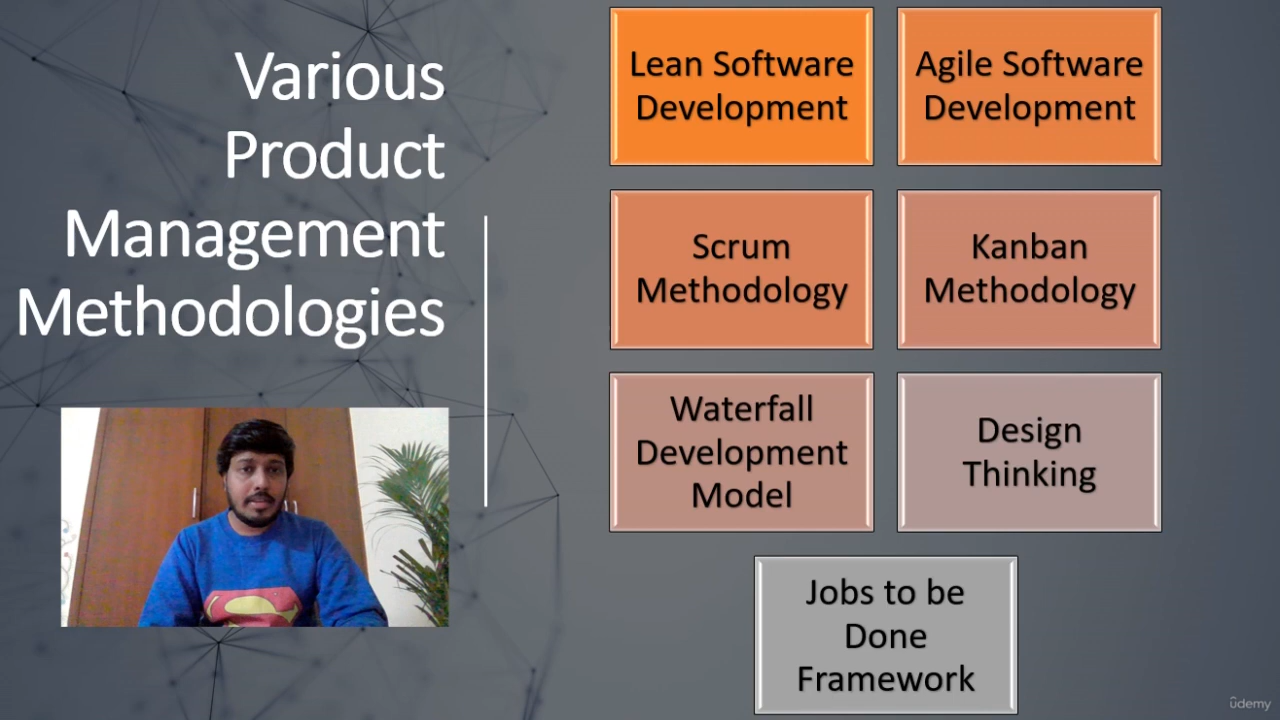 Various
Product
Management
Methodologies
Lean Software
Development
Agile Software
Development
Scrum
Methodology
Kanban
Methodology
Waterfall
Development
Model
Design
Thinking
Jobs to be
Done
Framework
ûdemy